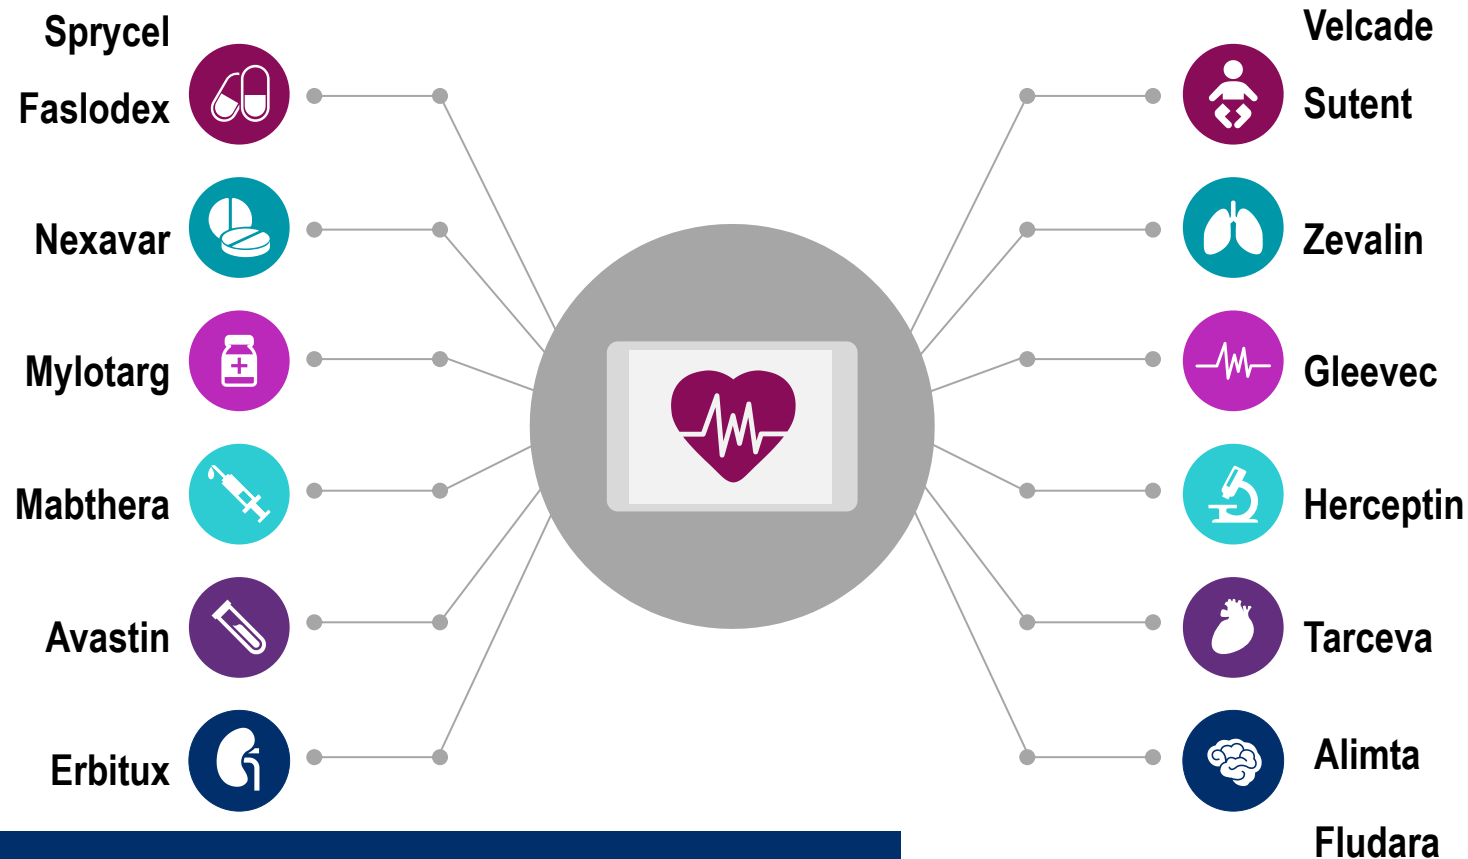 Sprycel
Faslodex
Nexavar
Mylotarg
Mabthera
Avastin
Erbitux
Velcade
Sutent
Zevalin
Gleevec
Herceptin
Tarceva
Alimta
Fludara